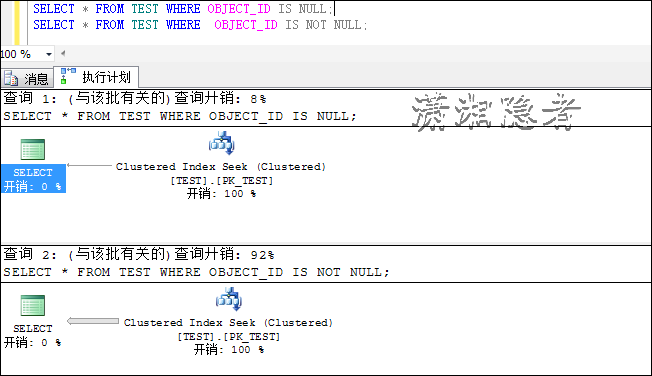 SELECT * FROM TEST WHERE OBJECT_ID IS NULL;
SELECT * FROM TEST WHERE  OBJECT_ID IS NOT NULL;
100 %
消息
执行计划
查询 1: (与该批有关的)查询开销: 8%
SELECT * FROM TEST WHERE OBJECT_ID IS NULL;
潇湘隐者
SELECT
开销: 0 %
Clustered Index Seek (Clustered)
[TEST].[PK_TEST]
开销: 100 %
查询 2: (与该批有关的)查询开销: 92%
SELECT * FROM TEST WHERE OBJECT_ID IS NOT NULL;
SELECT
开销: 0 %
Clustered Index Seek (Clustered)
[TEST].[PK_TEST]
开销: 100 %